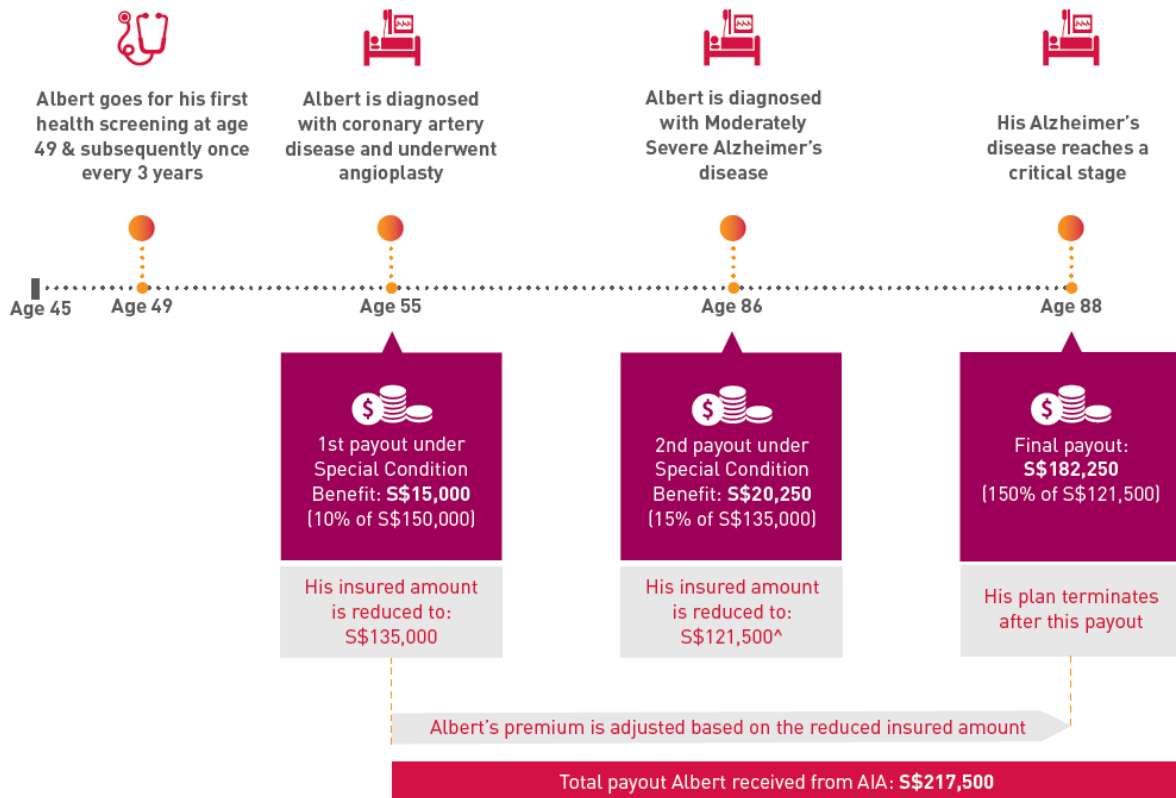 Albert goes for his first
health screening at age
49 & subsequently once
every 3 years
Albert is diagnosed
with coronary artery
disease and underwent
angioplasty
Albert is diagnosed
with Moderately
Severe Alzheimer's
disease
His Alzheimer's
disease reaches a
critical stage
Age 45
Age 49
Age 55
Age 86
Age 88
$
1st payout under
Special Condition
Benefit: S$15,000
(10% of S$150,000)
His insured amount
is reduced to:
S$135,000
$
2nd payout under
Special Condition
Benefit: S$20,250
(15% of S$135,000)
His insured amount
is reduced to:
S$121,500^
$
Final payout:
S$182,250
(150% of S$121,500)
His plan terminates
after this payout
Albert's premium is adjusted based on the reduced insured amount
Total payout Albert received from AIA: S$217,500